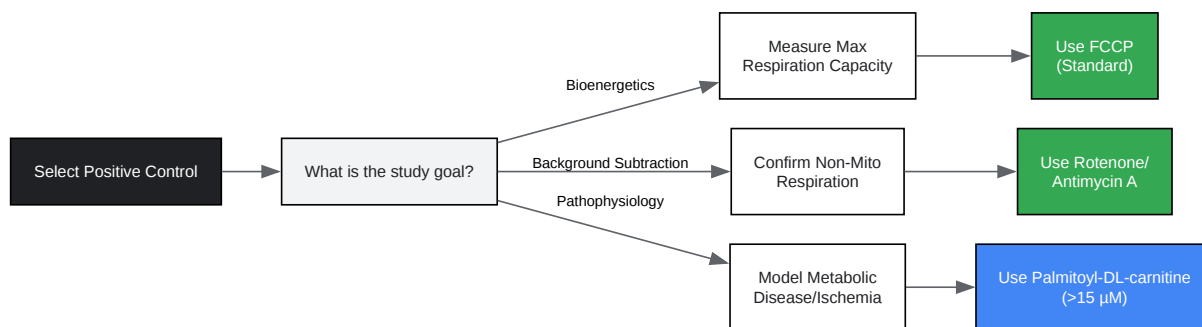 Select Positive Control
What is the study goal?
Bioenergetics
Measure Max
Respiration Capacity
Use FCCP
(Standard)
Background Subtraction
Confirm Non-Mito
Respiration
Use Rotenone/
Antimycin A
Pathophysiology
Model Metabolic
Disease/Ischemia
Use Palmitoyl-DL-carnitine
(>15 µM)